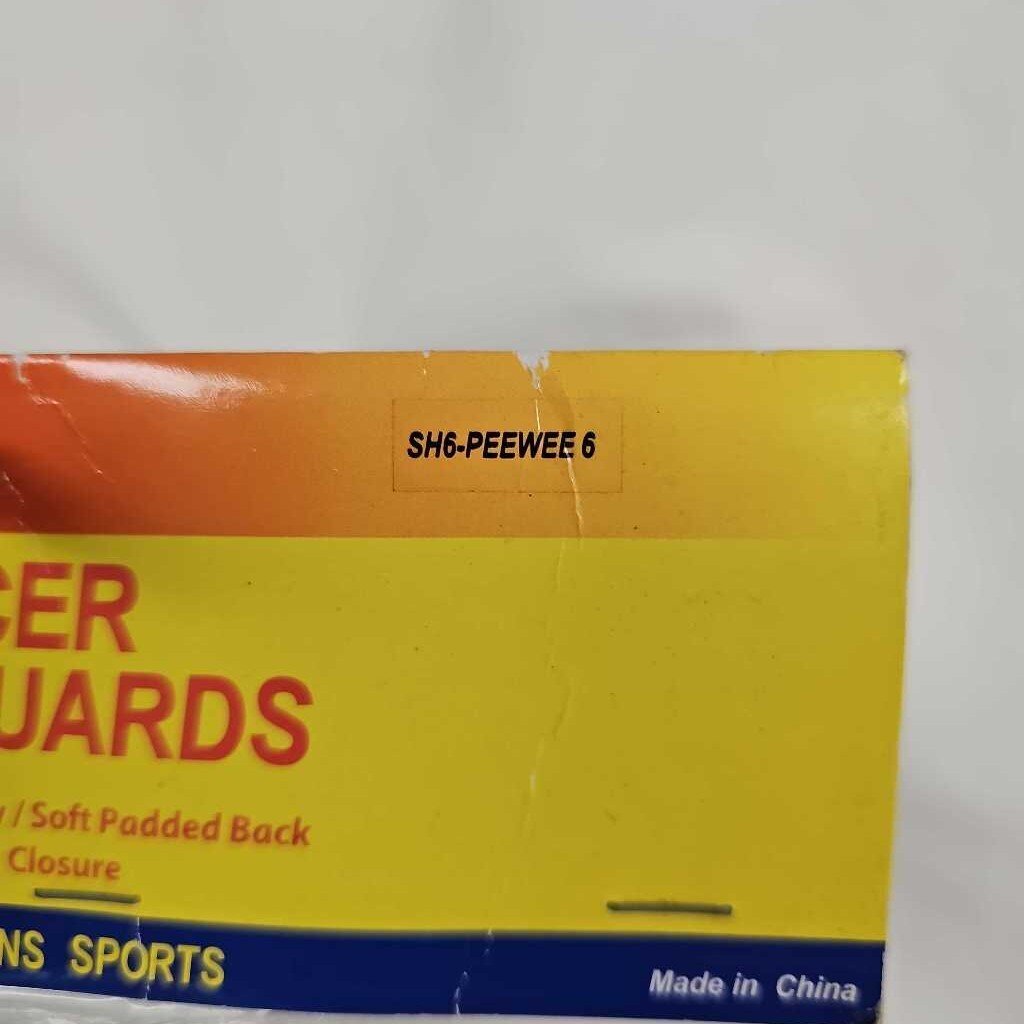 SH6-PEEWEE 6
CER
UARDS
/ Soft Padded Back
Closure
NS SPORTS
Made in China